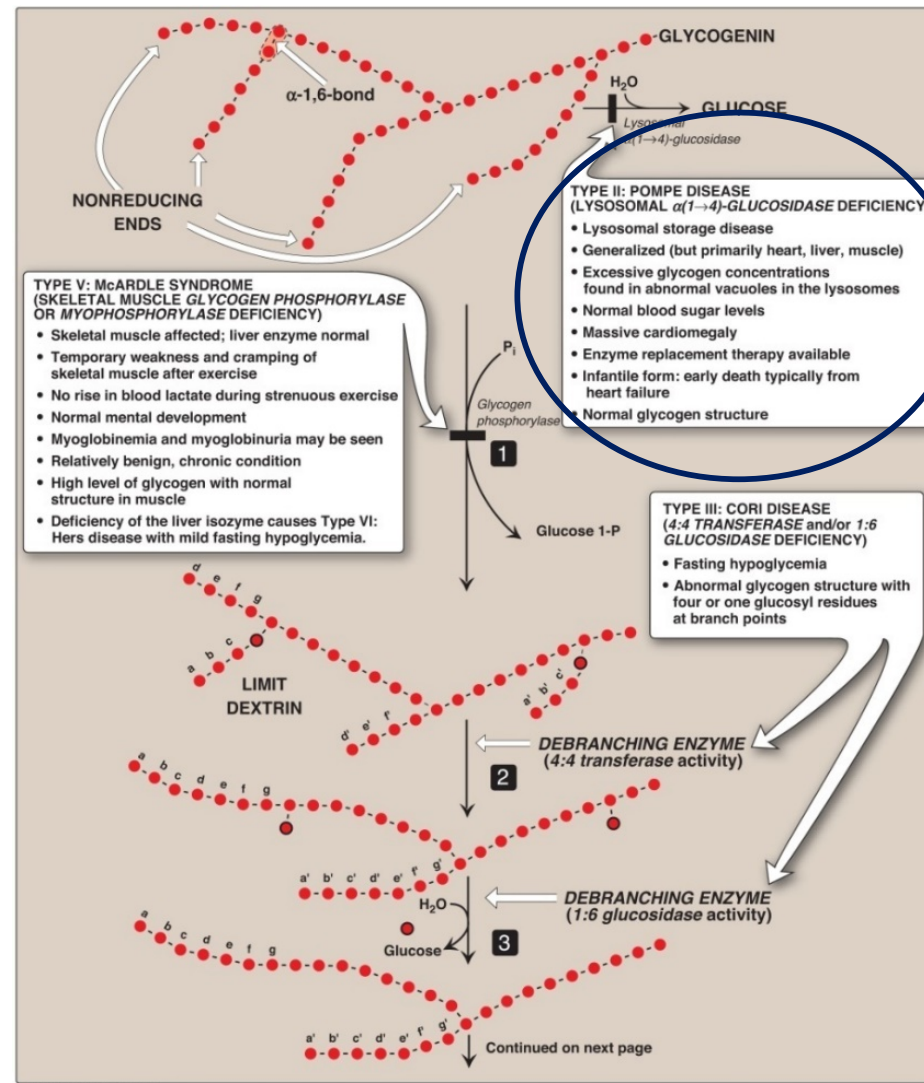 GLYCOGENIN
α-1,6-bond
H₂O
GLUCOSE
Lysosomal
α(1→4)-glucosidase
NONREDUCING
ENDS
TYPE II: POMPE DISEASE
(LYSOSOMAL α(1→4)-GLUCOSIDASE DEFICIENCY
• Lysosomal storage disease
• Generalized (but primarily heart, liver, muscle)
• Excessive glycogen concentrations
found in abnormal vacuoles in the lysosomes
• Normal blood sugar levels
• Massive cardiomegaly
• Enzyme replacement therapy available
• Infantile form: early death typically from
heart failure
• Normal glycogen structure
TYPE V: McARDLE SYNDROME
(SKELETAL MUSCLE GLYCOGEN PHOSPHORYLASE
OR MYOPHOSPHORYLASE DEFICIENCY)
• Skeletal muscle affected; liver enzyme normal
• Temporary weakness and cramping of
skeletal muscle after exercise
• No rise in blood lactate during strenuous exercise
• Normal mental development
• Myoglobinemia and myoglobinuria may be seen
• Relatively benign, chronic condition
• High level of glycogen with normal
structure in muscle
• Deficiency of the liver isozyme causes Type VI:
Hers disease with mild fasting hypoglycemia.
Pi
Glycogen
phosphorylase
1
Glucose 1-P
TYPE III: CORI DISEASE
(4:4 TRANSFERASE and/or 1:6
GLUCOSIDASE DEFICIENCY)
• Fasting hypoglycemia
• Abnormal glycogen structure with
four or one glucosyl residues
at branch points
d e f g
a b c
LIMIT
DEXTRIN
a' b' c'
d' e' f'
DEBRANCHING ENZYME
(4:4 transferase activity)
2
a b c d e f g
a' b' c' d' e' f' g'
H₂O
DEBRANCHING ENZYME
(1:6 glucosidase activity)
Glucose
3
a b c d e f g
a' b' c' d' e' f' g'
Continued on next page